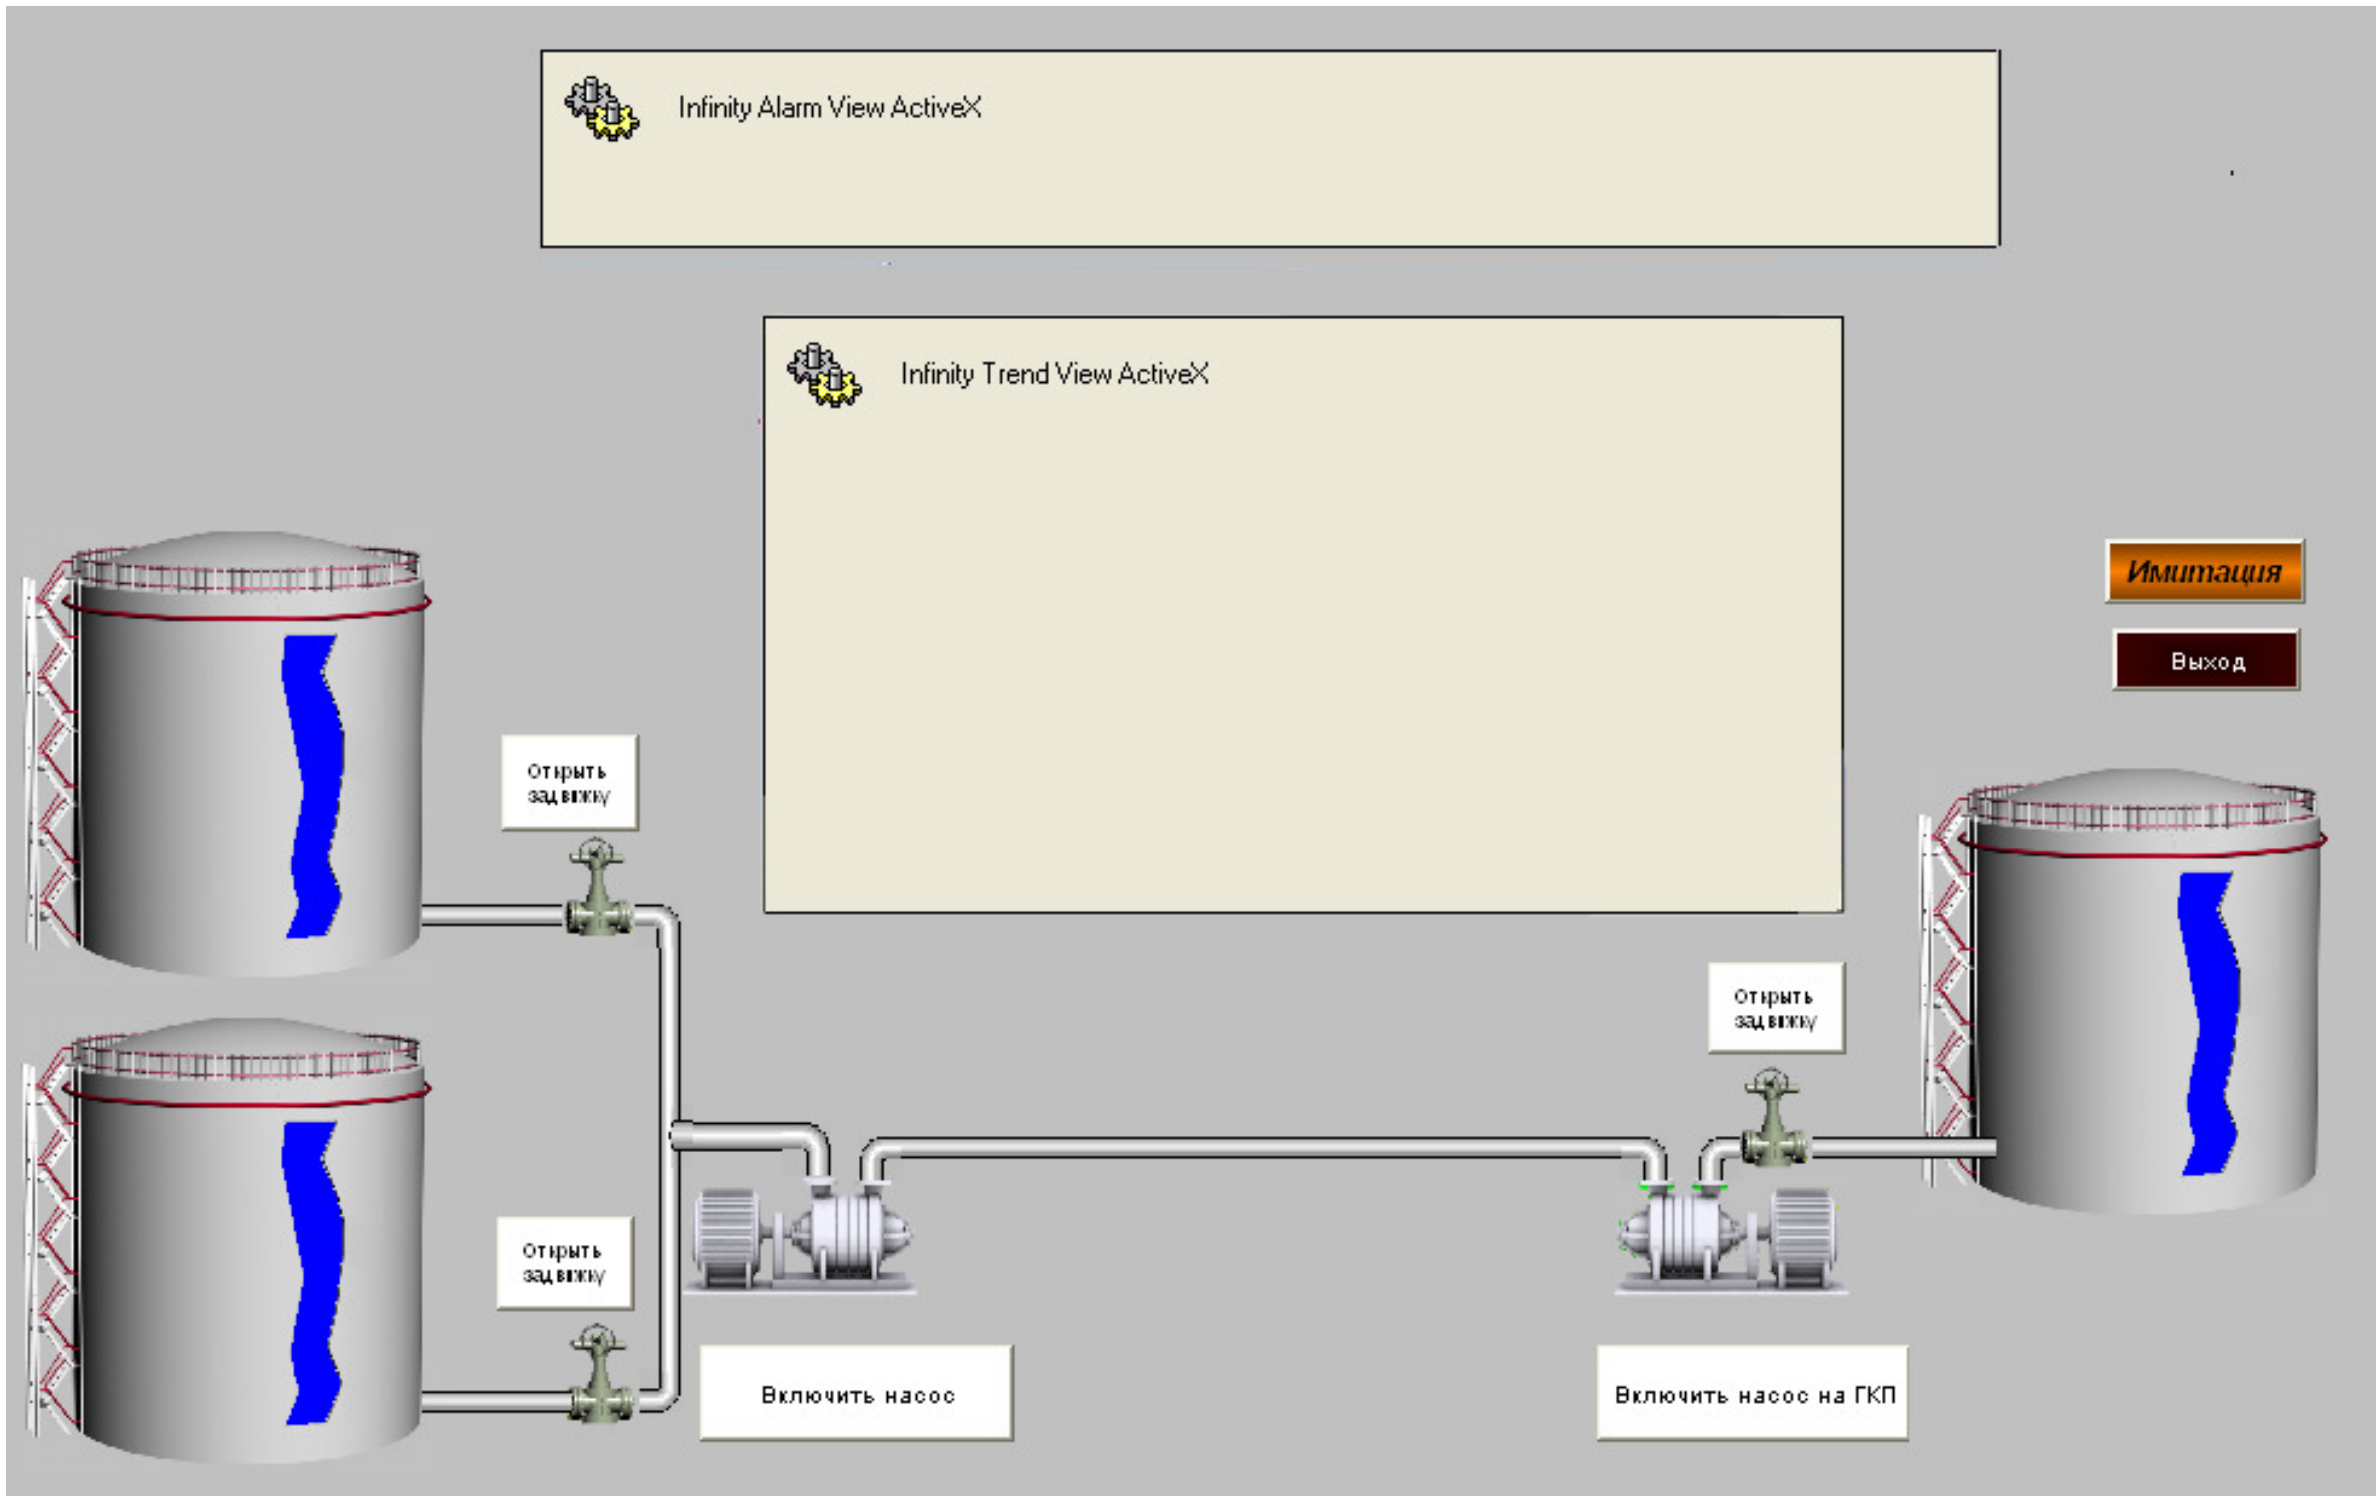 Infinity Alarm View ActiveX
Infinity Trend View ActiveX
Имитация
Выход
Открыть
задвижку
Открыть
задвижку
Открыть
задвижку
Включить насос
Включить насос на ГКП